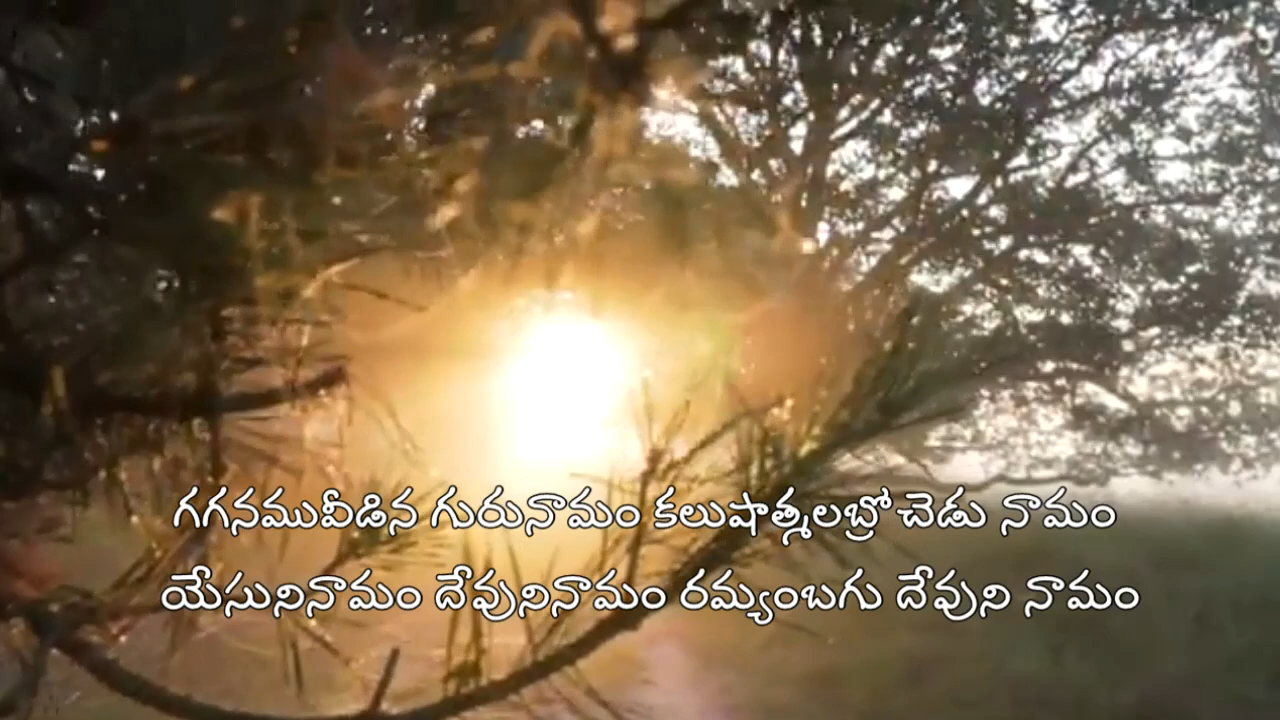 గగనమువీడిన గురునామం కలుషాత్మలబ్రోచెడు నామం
యేసునినామం దేవునినామం రమ్యంబగు దేవుని నామం